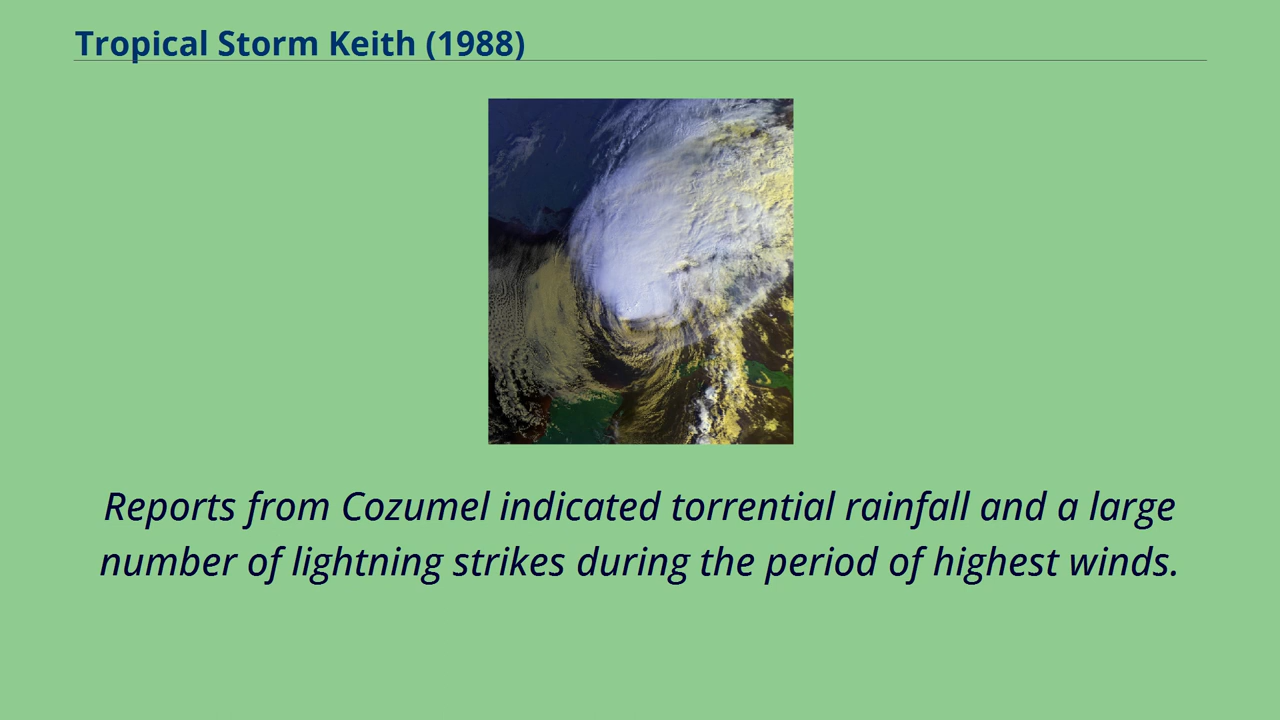 Tropical Storm Keith (1988)
Reports from Cozumel indicated torrential rainfall and a large
number of lightning strikes during the period of highest winds.